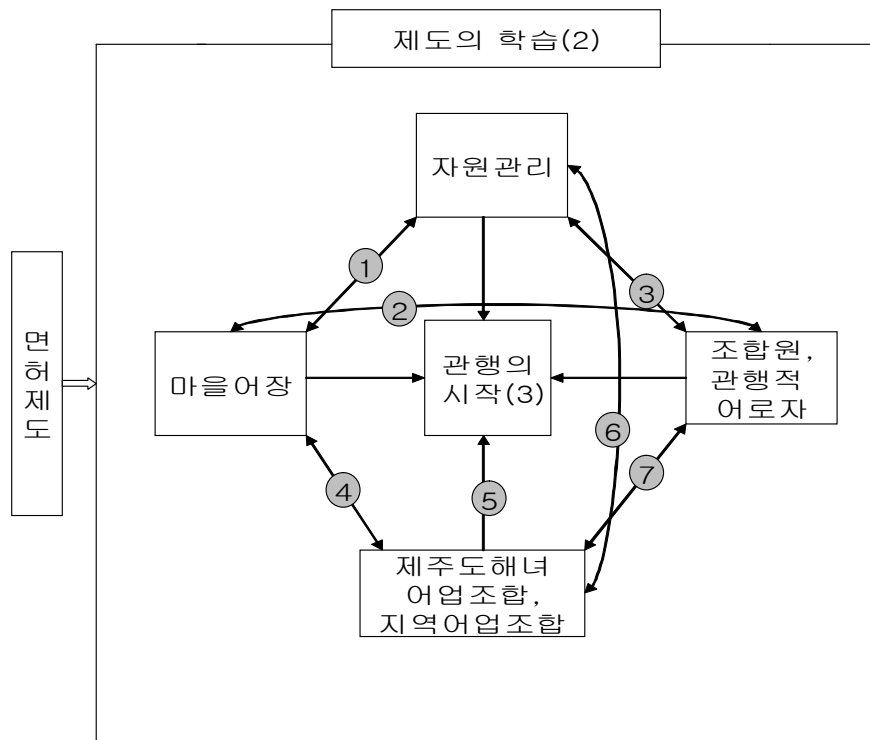 제도의 학습(2)
자원관리
①
③
②
면허제도
마을어장
관행의
시작(3)
조합원,
관행적
어로자
⑥
④
⑤
⑦
제주도해녀
어업조합,
지역어업조합